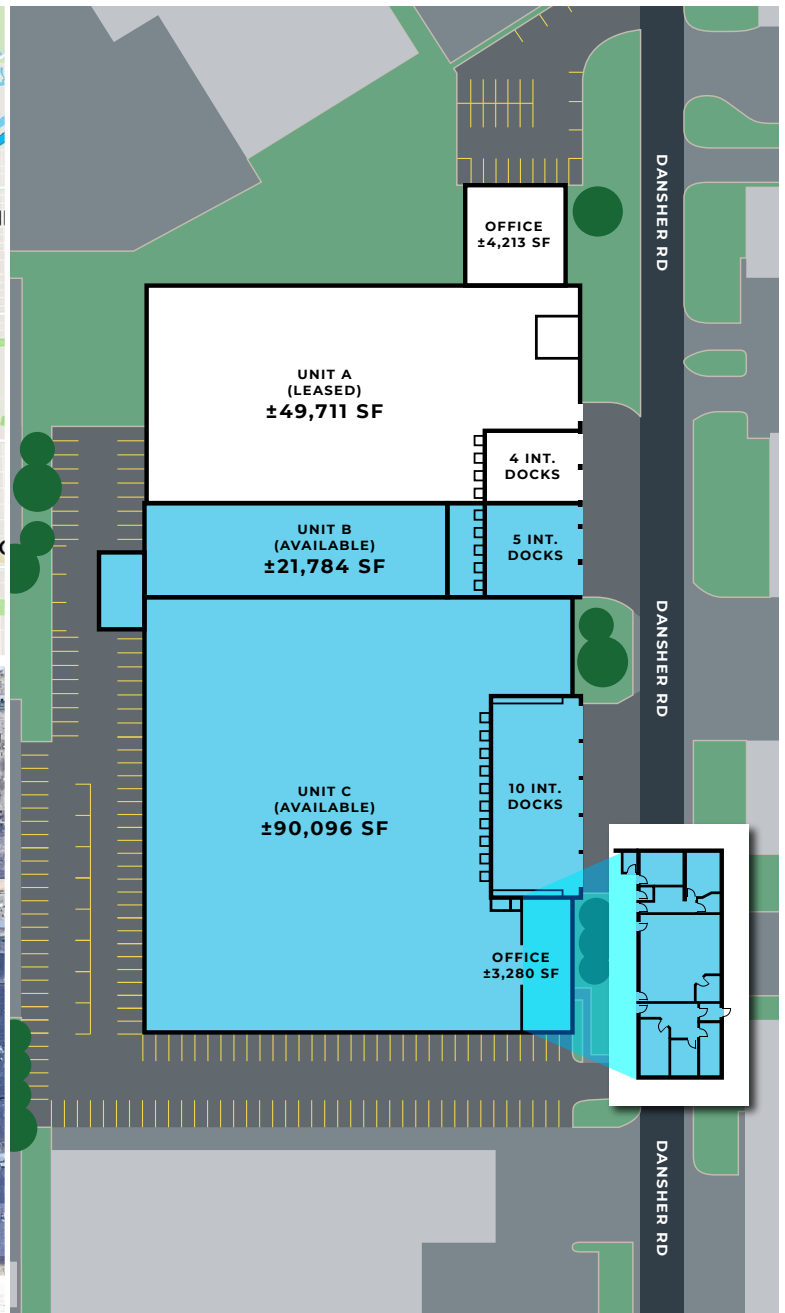 DANSHER RD
OFFICE
±4,213 SF
UNIT A
(LEASED)
±49,711 SF
4 INT.
DOCKS
UNIT B
(AVAILABLE)
±21,784 SF
5 INT.
DOCKS
DANSHER RD
UNIT C
(AVAILABLE)
±90,096 SF
10 INT.
DOCKS
OFFICE
±3,280 SF
DANSHER RD